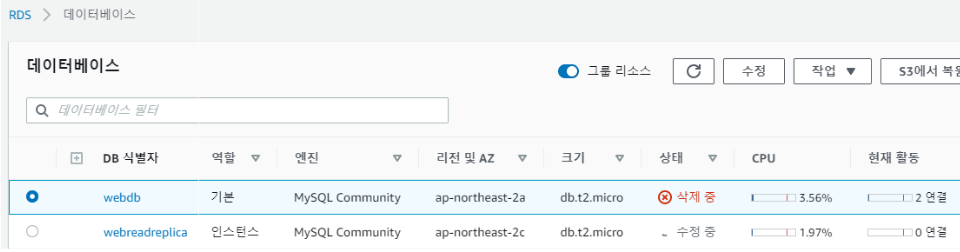 RDS > 데이터베이스
데이터베이스
그룹 리소스
수정
작업
S3에서 복원
데이터베이스 필터
DB 식별자 역할 엔진 리전 및 AZ 크기 상태 CPU 현재 활동
webdb 기본 MySQL Community ap-northeast-2a db.t2.micro 삭제 중 3.56% 2 연결
webreadreplica 인스턴스 MySQL Community ap-northeast-2c db.t2.micro 수정 중 1.97% 0 연결